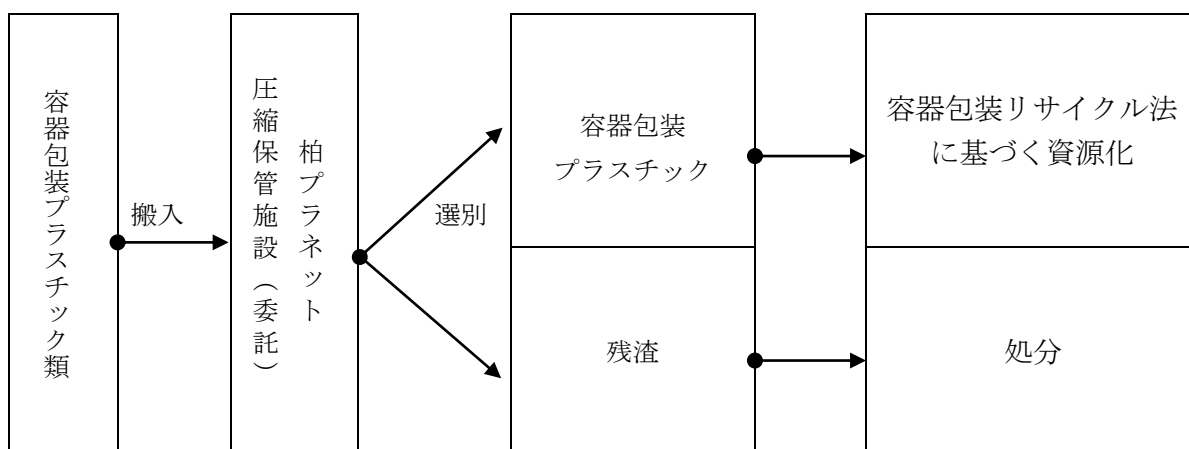 容器包装プラスチック類
搬入
柏プラネット
圧縮保管施設（委託）
選別
容器包装
プラスチック
容器包装リサイクル法
に基づく資源化
残渣
処分